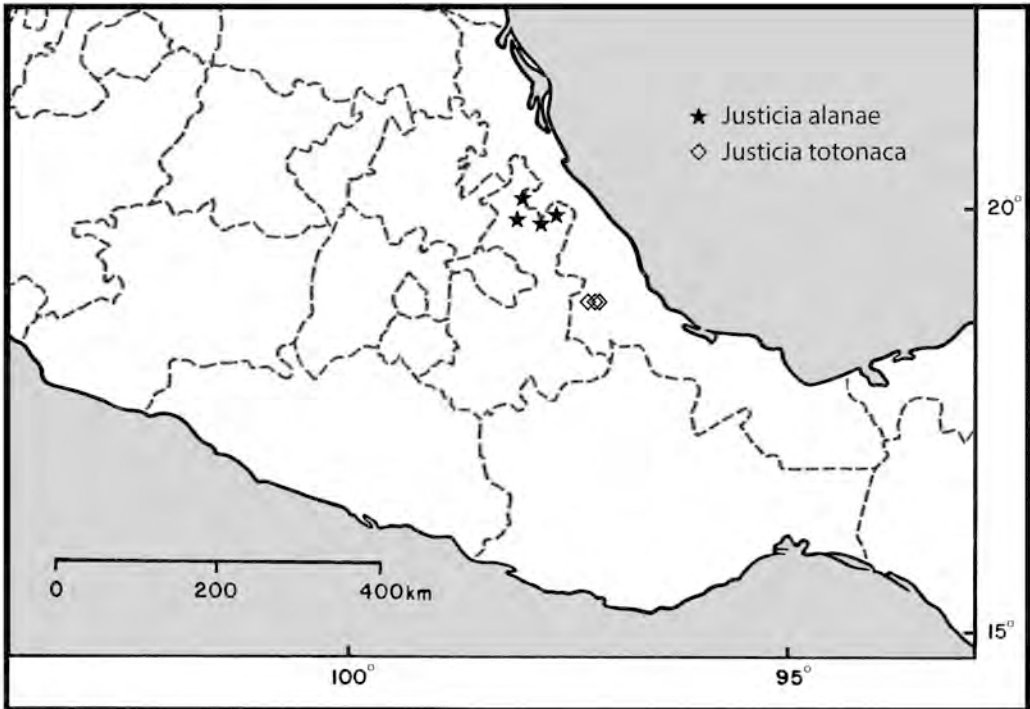 ★ Justicia alanae
◇ Justicia totonaca
20°
0 200 400km
15°
100° 95°